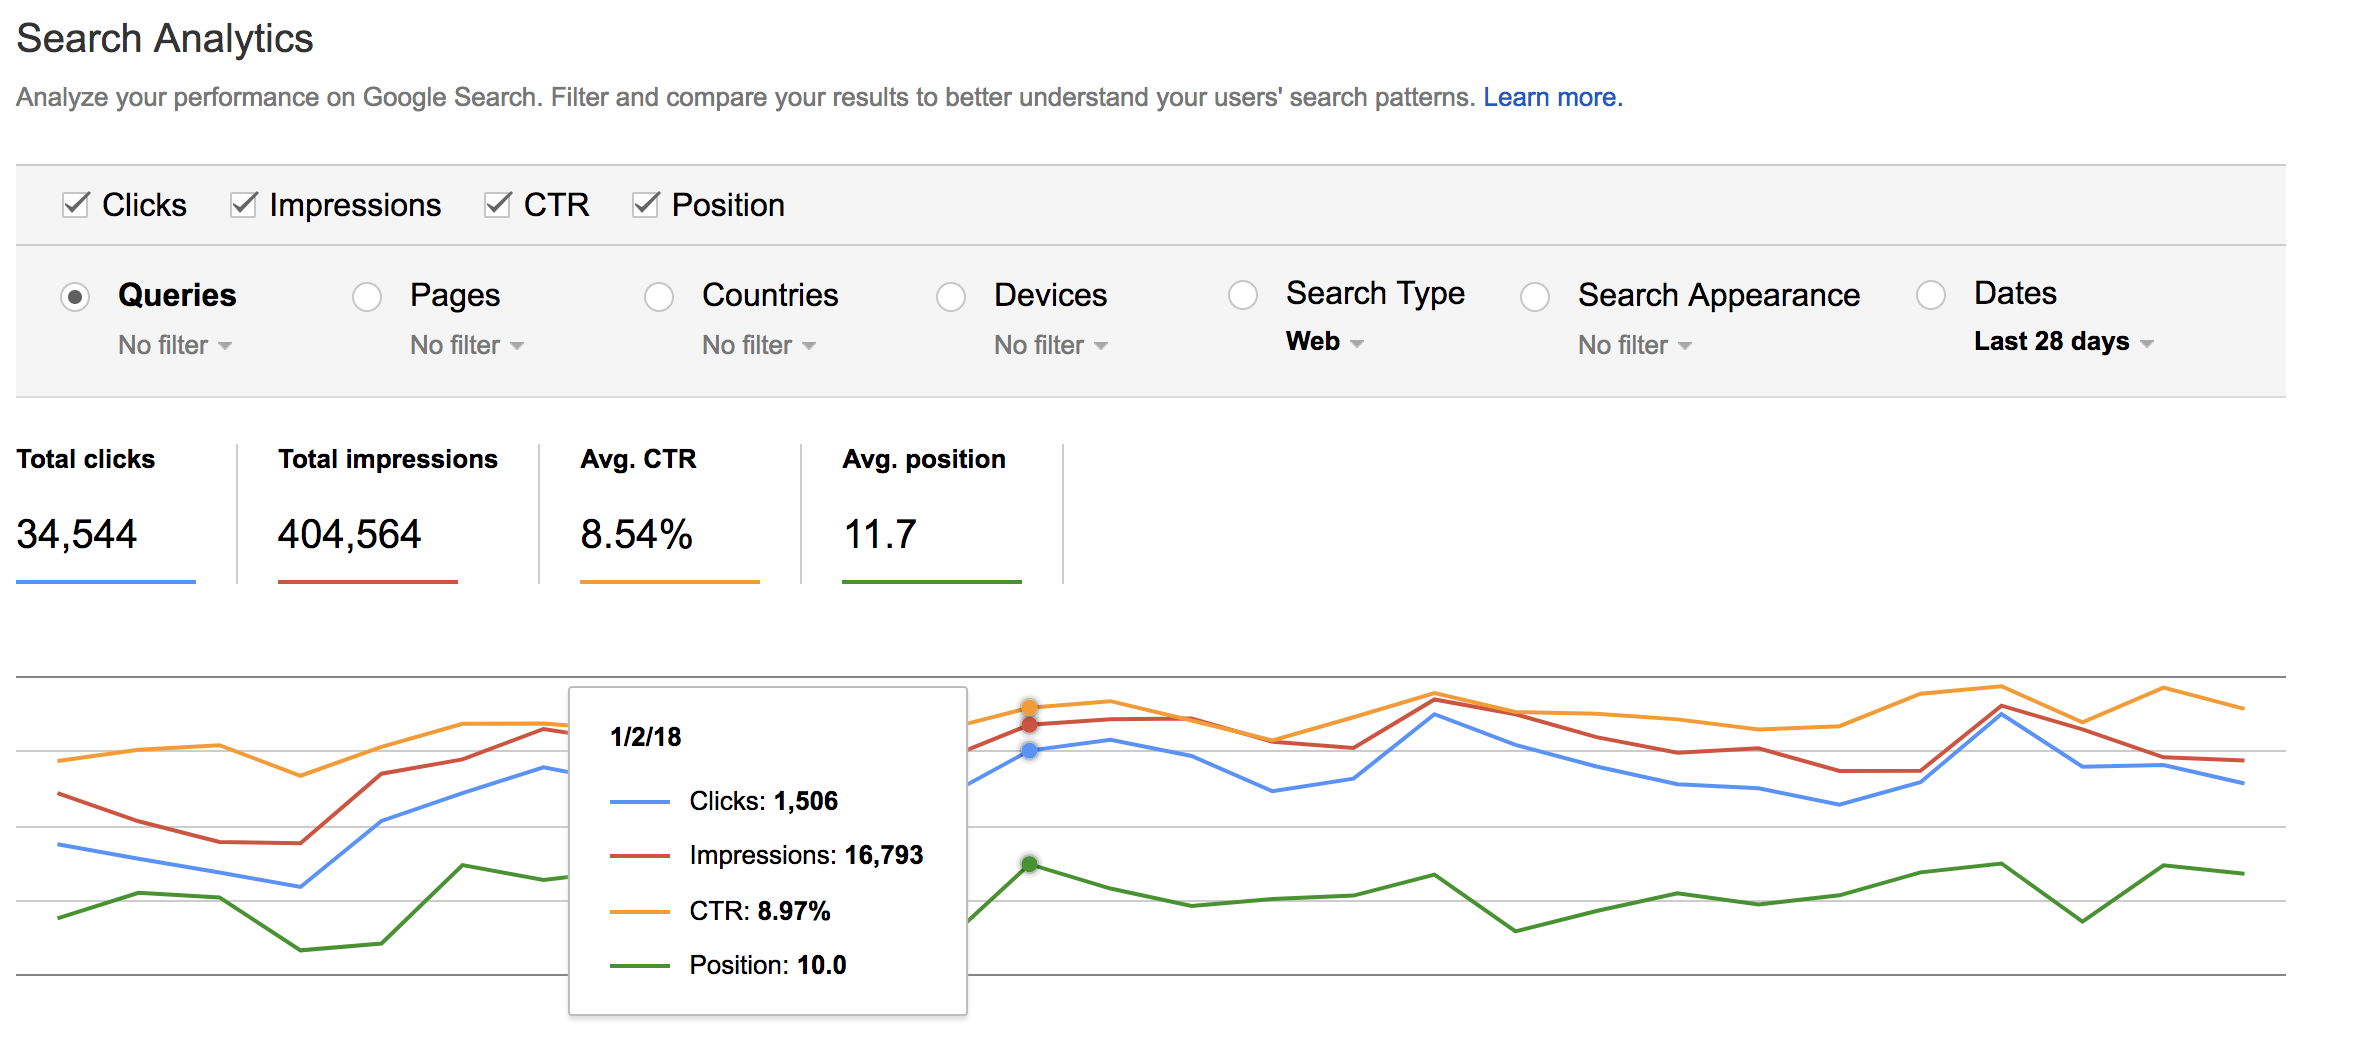 Search Analytics
Analyze your performance on Google Search. Filter and compare your results to better understand your users' search patterns. Learn more.
Clicks Impressions CTR Position
Queries Pages Countries Devices Search Type Search Appearance Dates
No filter No filter No filter No filter Web No filter Last 28 days
Total clicks Total impressions Avg. CTR Avg. position
34,544 404,564 8.54% 11.7
1/2/18
Clicks: 1,506
Impressions: 16,793
CTR: 8.97%
Position: 10.0